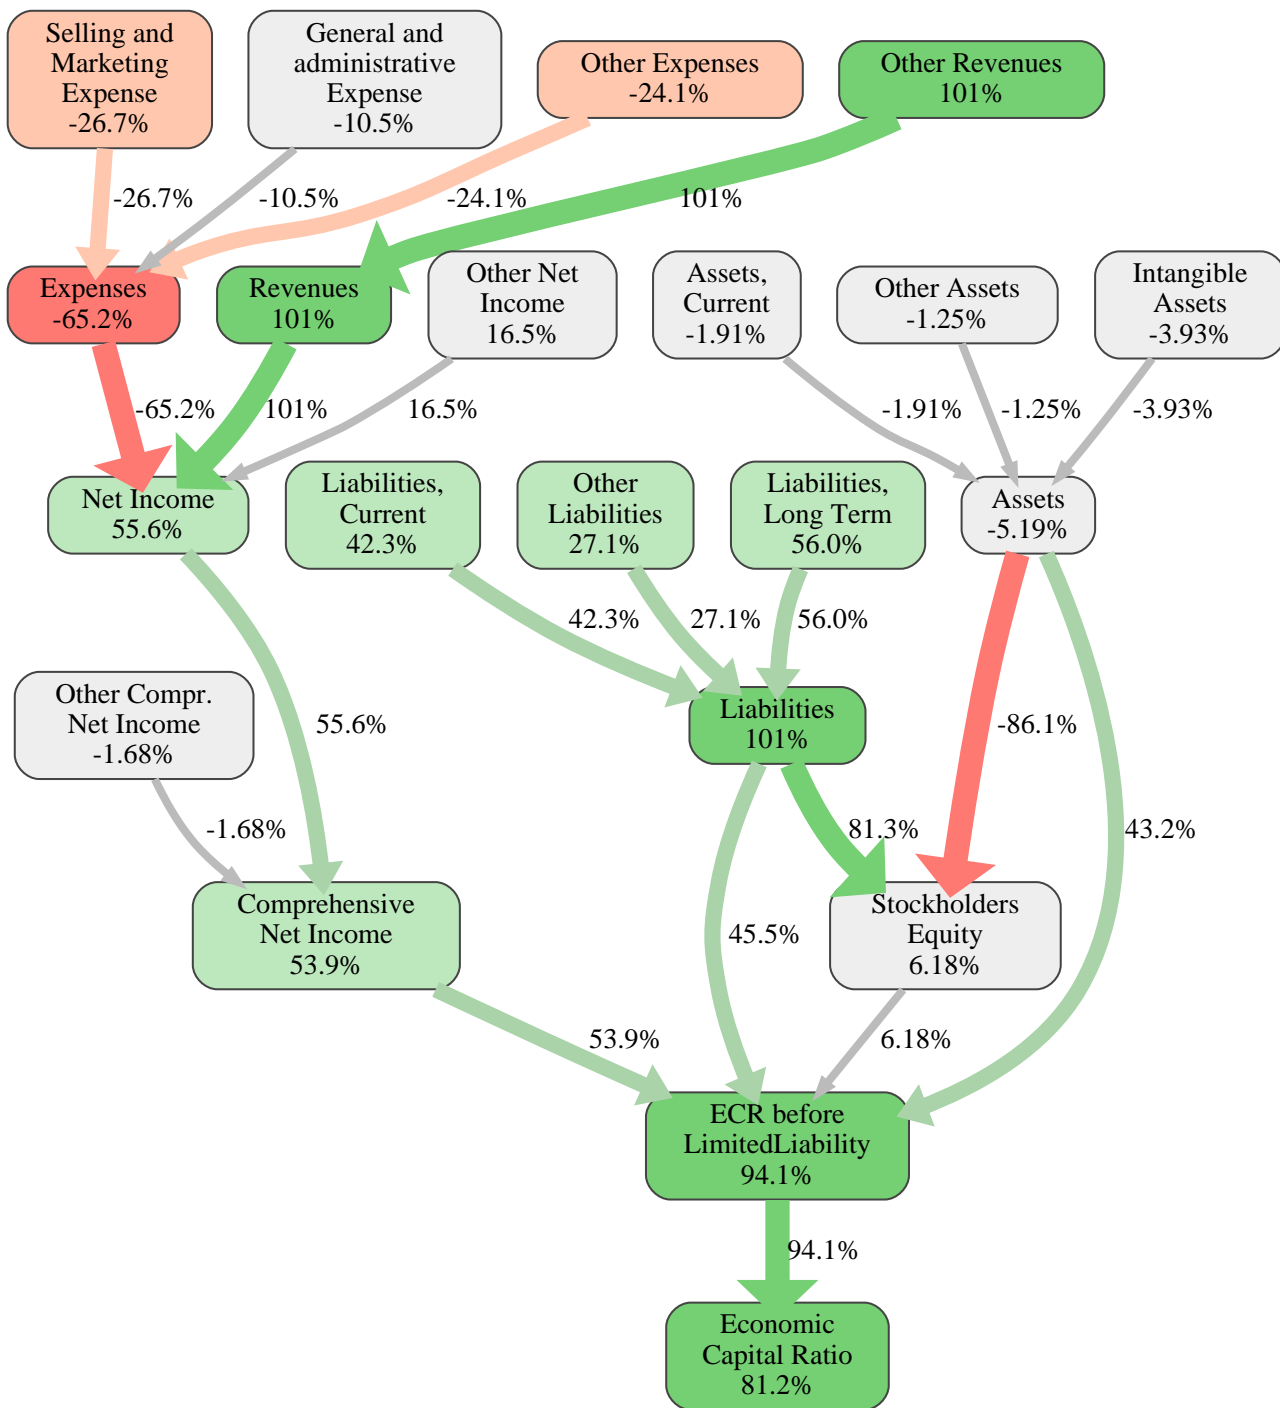 Selling and
Marketing
Expense
-26.7%
General and
administrative
Expense
-10.5%
Other Expenses
-24.1%
Other Revenues
101%
-26.7%
-10.5%
-24.1%
101%
Expenses
-65.2%
Revenues
101%
Other Net
Income
16.5%
Assets,
Current
-1.91%
Other Assets
-1.25%
Intangible
Assets
-3.93%
-65.2%
101%
16.5%
-1.91%
-1.25%
-3.93%
Net Income
55.6%
Liabilities,
Current
42.3%
Other
Liabilities
27.1%
Liabilities,
Long Term
56.0%
Assets
-5.19%
42.3%
27.1%
56.0%
Other Compr.
Net Income
-1.68%
55.6%
Liabilities
101%
-86.1%
-1.68%
81.3%
43.2%
Comprehensive
Net Income
53.9%
45.5%
Stockholders
Equity
6.18%
53.9%
6.18%
ECR before
LimitedLiability
94.1%
94.1%
Economic
Capital Ratio
81.2%